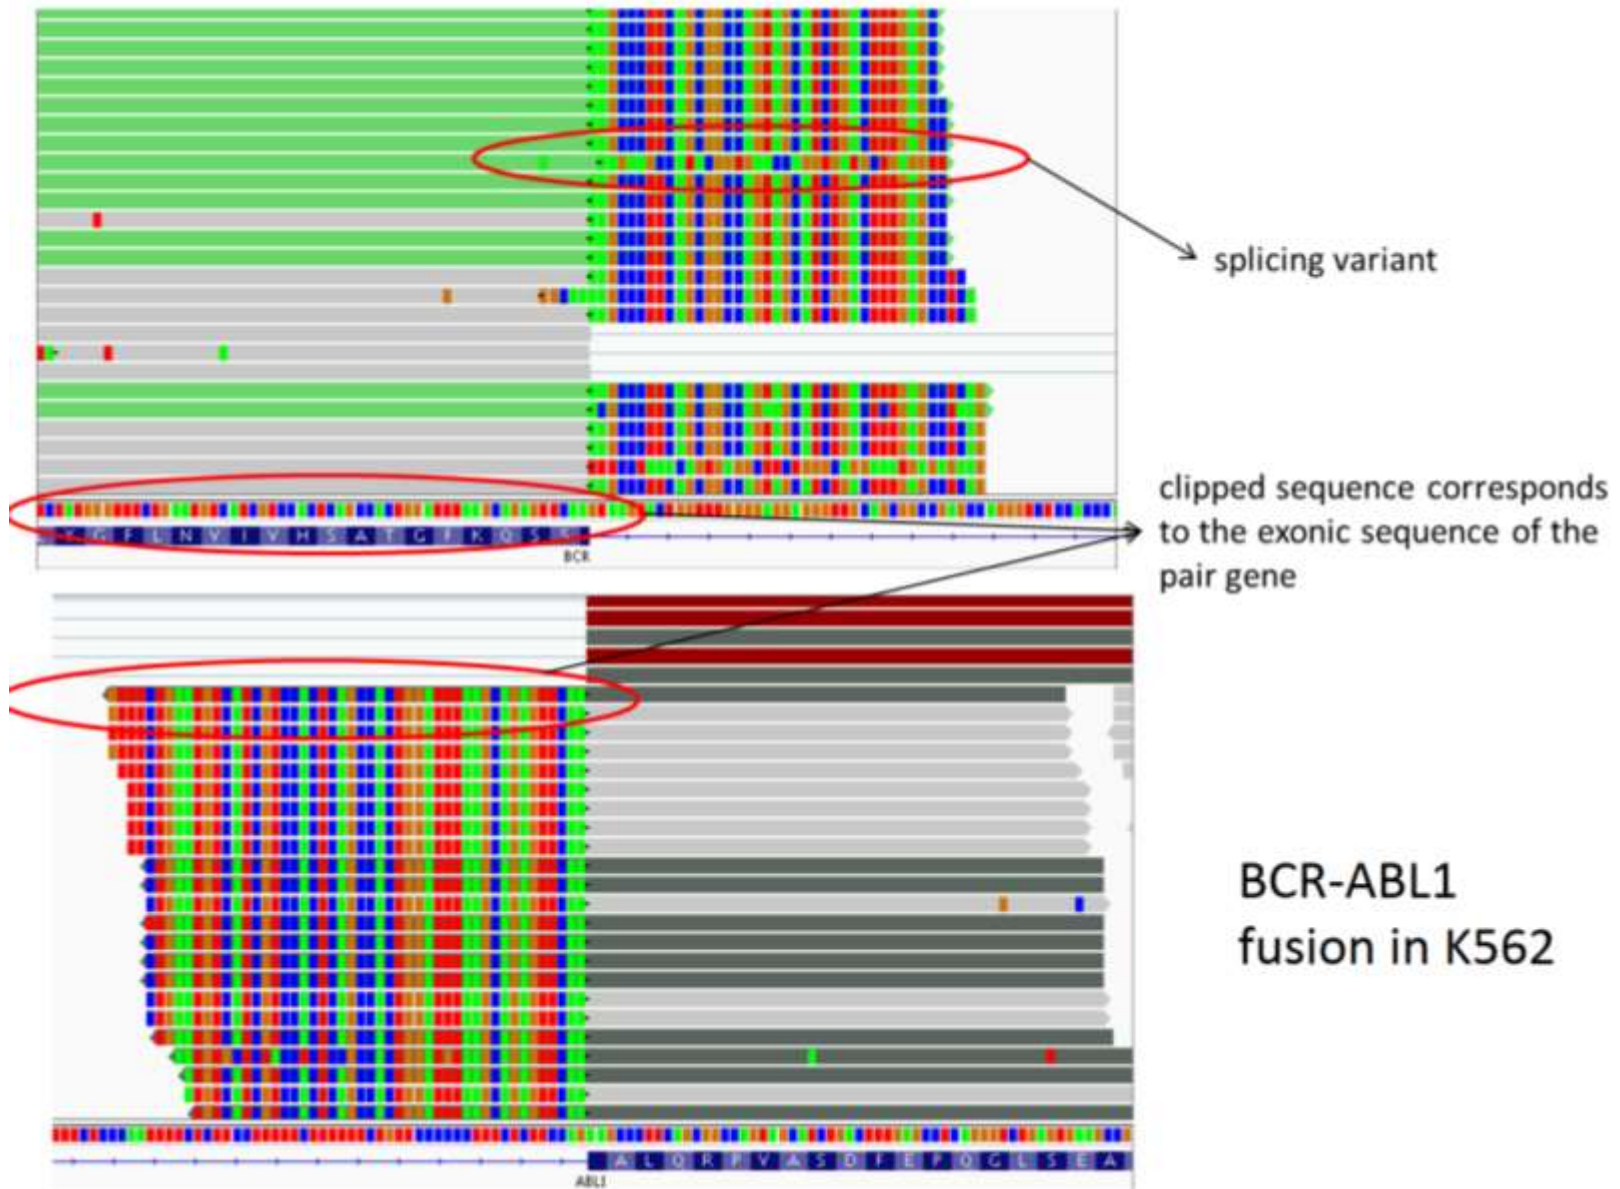 splicing variant
clipped sequence corresponds
to the exonic sequence of the
pair gene
G F L N V I V H S A T G F K Q S S
BCR
BCR-ABL1
fusion in K562
A L Q R P V A S D F E P Q G L S E A
ABL1